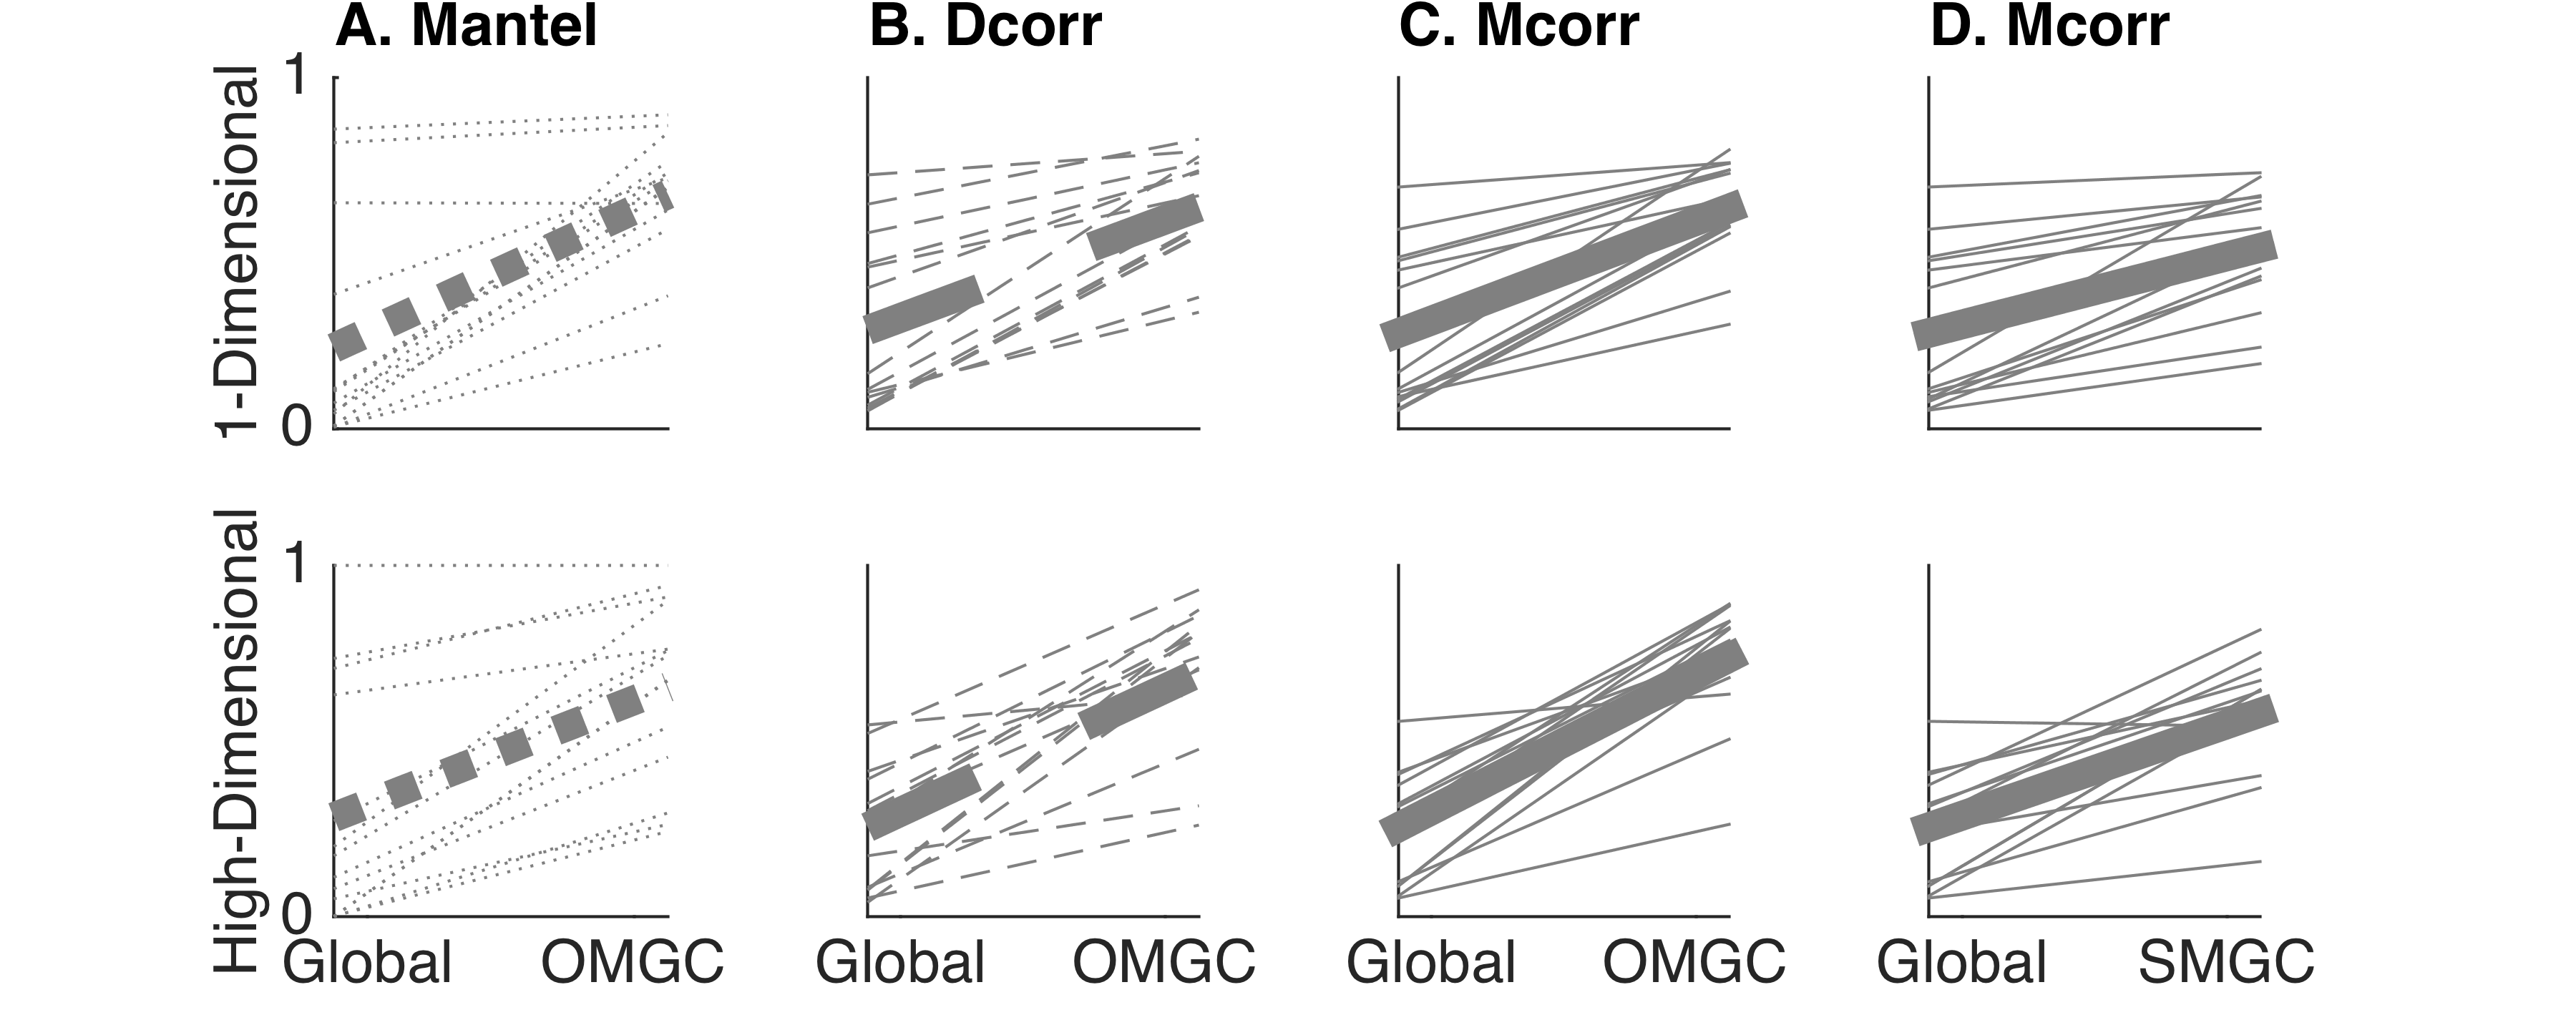 A. Mantel
B. Dcorr
C. Mcorr
D. Mcorr
1-Dimensional
1
0
High-Dimensional
1
0
Global
OMGC
Global
OMGC
Global
OMGC
Global
SMGC